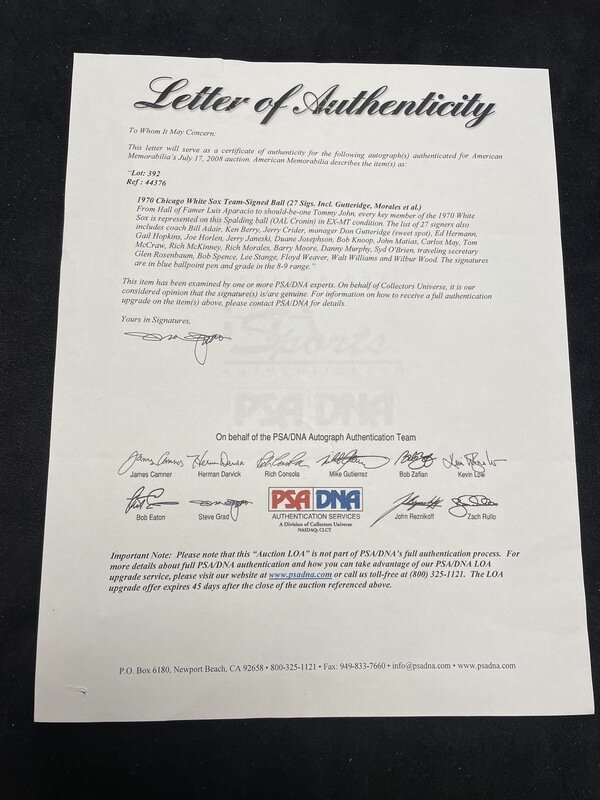 Letter of Authenticity
To Whom It May Concern:
This letter will serve as a certificate of authenticity for the following autograph(s) authenticated for American
Memorabilia's July 17, 2008 auction. American Memorabilia describes the item(s) as:
"Lot: 392
Ref : 44376
1970 Chicago White Sox Team-Signed Ball (27 Sigs. Incl. Gutteridge, Morales et al.)
From Hall of Famer Luis Aparacio to should-be-one Tommy John, every key member of the 1970 White
Sox is represented on this Spalding ball (OAL Cronin) in EX-MT condition. The list of 27 signers also
includes coach Bill Adair, Ken Berry, Jerry Crider, manager Don Gutteridge (sweet spot), Ed Hermann,
Gail Hopkins, Joe Horlen, Jerry Janeski, Duane Josephson, Bob Knoop, John Matias, Carlos May, Tom
McCraw, Rich McKinney, Rich Morales, Barry Moore, Danny Murphy, Syd O'Brien, traveling secretary
Glen Rosenbaum, Bob Spence, Lee Stange, Floyd Weaver, Walt Williams and Wilbur Wood. The signatures
are in blue ballpoint pen and grade in the 8-9 range."
This item has been examined by one or more PSA/DNA experts. On behalf of Collectors Universe, it is our
considered opinion that the signature(s) is/are genuine. For information on how to receive a full authentication
upgrade on the item(s) above, please contact PSA/DNA for details.
Yours in Signatures,
On behalf of the PSA/DNA Autograph Authentication Team
James Camner Herman Darvick Rich Consola Mike Gutierrez Bob Zafian Kevin Low
PSA DNA
AUTHENTICATION SERVICES
A Division of Collectors Universe
NASDAQ: CLCT
Bob Eaton Steve Grad John Reznikoff Zach Rullo
Important Note: Please note that this "Auction LOA" is not part of PSA/DNA's full authentication process. For
more details about full PSA/DNA authentication and how you can take advantage of our PSA/DNA LOA
upgrade service, please visit our website at www.psadna.com or call us toll-free at (800) 325-1121. The LOA
upgrade offer expires 45 days after the close of the auction referenced above.
P.O. Box 6180, Newport Beach, CA 92658 • 800-325-1121 • Fax: 949-833-7660 • info@psadna.com • www.psadna.com